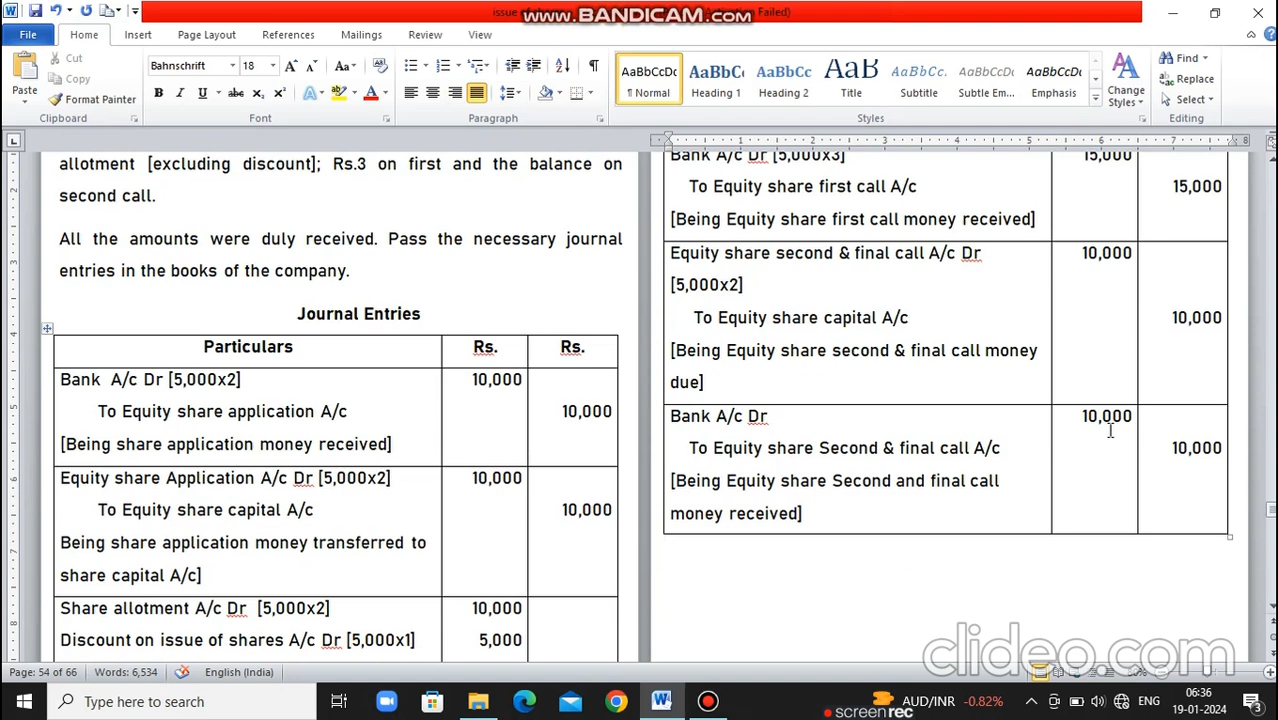 issue of
www.BANDICAM.com
Failed)
File
Home
Insert
Page Layout
References
Mailings
Review
View
Paste
Cut
Copy
Format Painter
Clipboard
Bahnschrift
18
Font
Paragraph
AaBbCcDc
¶ Normal
AaBbC
Heading 1
AaBbCc
Heading 2
AaB
Title
AaBbCc.
Subtitle
AaBbCcDc
Subtle Em...
AaBbCcDc
Emphasis
Change
Styles
Styles
Find
Replace
Select
Editing
allotment [excluding discount]; Rs.3 on first and the balance on
second call.
All the amounts were duly received. Pass the necessary journal
entries in the books of the company.
Journal Entries
Particulars Rs. Rs.
Bank A/c Dr [5,000x2] 10,000
To Equity share application A/c 10,000
[Being share application money received]
Equity share Application A/c Dr [5,000x2] 10,000
To Equity share capital A/c 10,000
Being share application money transferred to
share capital A/c]
Share allotment A/c Dr [5,000x2] 10,000
Discount on issue of shares A/c Dr [5,000x1] 5,000
Bank A/c Dr [5,000x3] 15,000
To Equity share first call A/c 15,000
[Being Equity share first call money received]
Equity share second & final call A/c Dr 10,000
[5,000x2]
To Equity share capital A/c 10,000
[Being Equity share second & final call money
due]
Bank A/c Dr 10,000
To Equity share Second & final call A/c 10,000
[Being Equity share Second and final call
money received]
clideo.com
Page: 54 of 66
Words: 6,534
English (India)
Type here to search
AUD/INR -0.82%
ENG
06:36
19-01-2024
screenrec